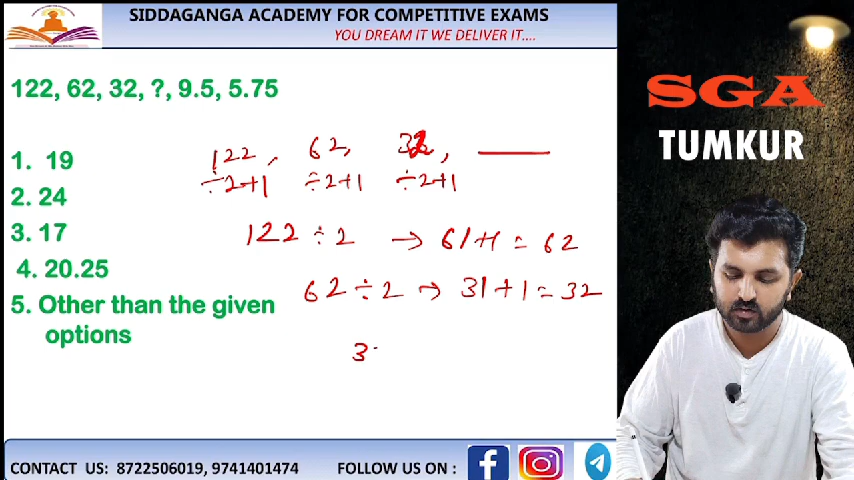 SIDDAGANGA ACADEMY FOR COMPETITIVE EXAMS
YOU DREAM IT WE DELIVER IT....
122, 62, 32, ?, 9.5, 5.75
1. 19
2. 24
3. 17
4. 20.25
5. Other than the given
options
122, 62, 32, ___
÷2+1 ÷2+1 ÷2+1
122 ÷ 2 → 61+1 = 62
62 ÷ 2 → 31+1 = 32
3
SGA
TUMKUR
CONTACT US: 8722506019, 9741401474 FOLLOW US ON :